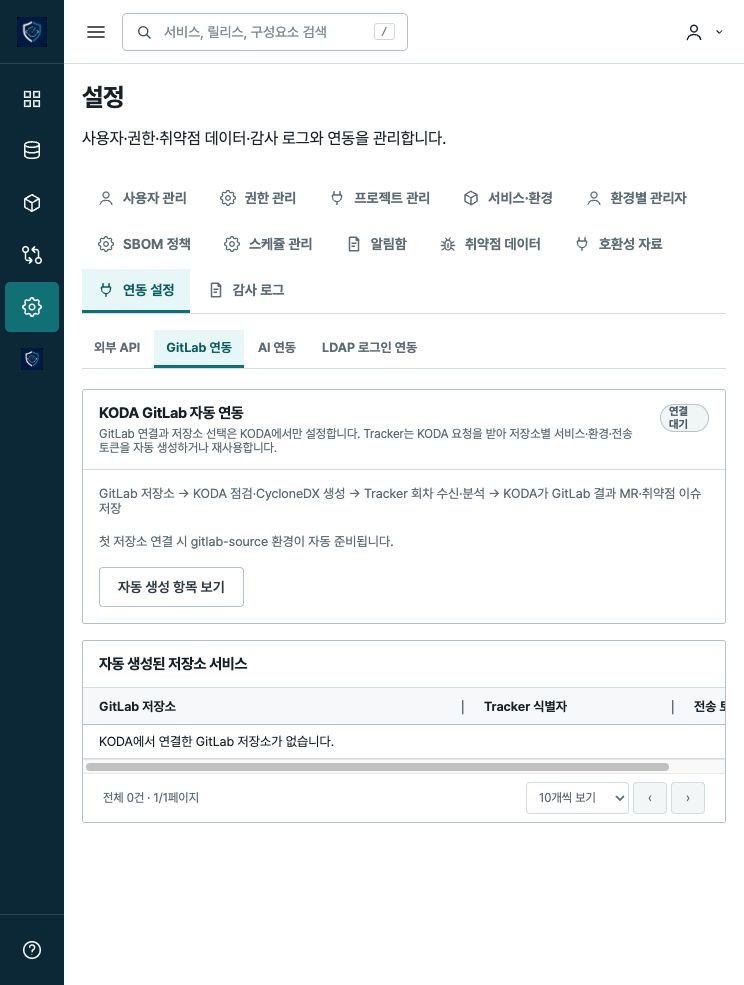 서비스, 릴리스, 구성요소 검색 /
설정
사용자·권한·취약점 데이터·감사 로그와 연동을 관리합니다.
사용자 관리 권한 관리 프로젝트 관리 서비스·환경 환경별 관리자
SBOM 정책 스케쥴 관리 알림함 취약점 데이터 호환성 자료
연동 설정 감사 로그
외부 API GitLab 연동 AI 연동 LDAP 로그인 연동
KODA GitLab 자동 연동
연결
대기
GitLab 연결과 저장소 선택은 KODA에서만 설정합니다. Tracker는 KODA 요청을 받아 저장소별 서비스·환경·전송
토큰을 자동 생성하거나 재사용합니다.
GitLab 저장소 → KODA 점검·CycloneDX 생성 → Tracker 회차 수신·분석 → KODA가 GitLab 결과 MR·취약점 이슈
저장
첫 저장소 연결 시 gitlab-source 환경이 자동 준비됩니다.
자동 생성 항목 보기
자동 생성된 저장소 서비스
GitLab 저장소 | Tracker 식별자 | 전송
KODA에서 연결한 GitLab 저장소가 없습니다.
전체 0건 · 1/1페이지 10개씩 보기 ‹ ›